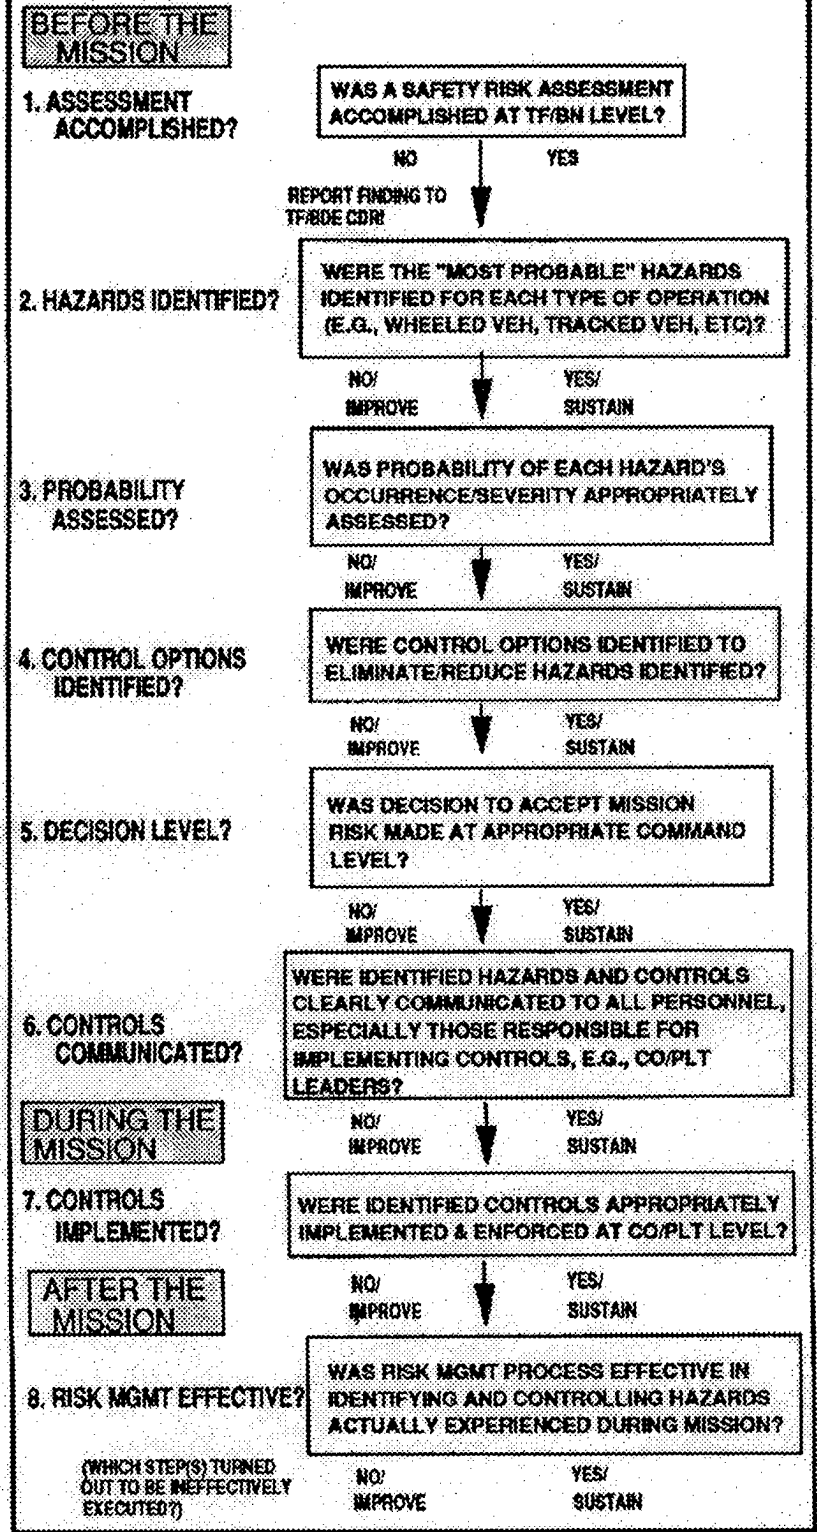 BEFORE THE
MISSION
1. ASSESSMENT
ACCOMPLISHED?
WAS A SAFETY RISK ASSESSMENT
ACCOMPLISHED AT TF/BN LEVEL?
NO YES
REPORT FINDING TO
TF/BDE CDR!
2. HAZARDS IDENTIFIED?
WERE THE "MOST PROBABLE" HAZARDS
IDENTIFIED FOR EACH TYPE OF OPERATION
(E.G., WHEELED VEH, TRACKED VEH, ETC)?
NO/ YES/
IMPROVE SUSTAIN
3. PROBABILITY
ASSESSED?
WAS PROBABILITY OF EACH HAZARD'S
OCCURRENCE/SEVERITY APPROPRIATELY
ASSESSED?
NO/ YES/
IMPROVE SUSTAIN
4. CONTROL OPTIONS
IDENTIFIED?
WERE CONTROL OPTIONS IDENTIFIED TO
ELIMINATE/REDUCE HAZARDS IDENTIFIED?
NO/ YES/
IMPROVE SUSTAIN
5. DECISION LEVEL?
WAS DECISION TO ACCEPT MISSION
RISK MADE AT APPROPRIATE COMMAND
LEVEL?
NO/ YES/
IMPROVE SUSTAIN
6. CONTROLS
COMMUNICATED?
WERE IDENTIFIED HAZARDS AND CONTROLS
CLEARLY COMMUNICATED TO ALL PERSONNEL,
ESPECIALLY THOSE RESPONSIBLE FOR
IMPLEMENTING CONTROLS, E.G., CO/PLT
LEADERS?
DURING THE
MISSION
NO/ YES/
IMPROVE SUSTAIN
7. CONTROLS
IMPLEMENTED?
WERE IDENTIFIED CONTROLS APPROPRIATELY
IMPLEMENTED & ENFORCED AT CO/PLT LEVEL?
AFTER THE
MISSION
NO/ YES/
IMPROVE SUSTAIN
8. RISK MGMT EFFECTIVE?
WAS RISK MGMT PROCESS EFFECTIVE IN
IDENTIFYING AND CONTROLLING HAZARDS
ACTUALLY EXPERIENCED DURING MISSION?
(WHICH STEP(S) TURNED
OUT TO BE INEFFECTIVELY
EXECUTED?)
NO/ YES/
IMPROVE SUSTAIN